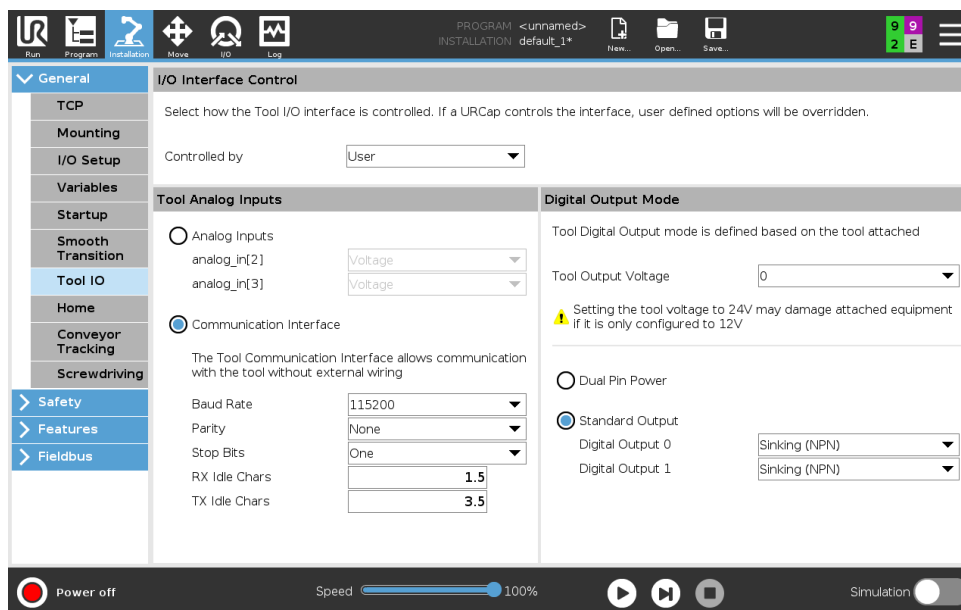 PROGRAM <unnamed>
INSTALLATION default_1*
UR
Run
Program
Installation
Move
I/O
Log
New...
Open...
Save...
9 9
2 E
General
TCP
Mounting
I/O Setup
Variables
Startup
Smooth
Transition
Tool IO
Home
Conveyor
Tracking
Screwdriving
Safety
Features
Fieldbus
I/O Interface Control
Select how the Tool I/O interface is controlled. If a URCap controls the interface, user defined options will be overridden.
Controlled by User
Tool Analog Inputs
Analog Inputs
analog_in[2] Voltage
analog_in[3] Voltage
Communication Interface
The Tool Communication Interface allows communication
with the tool without external wiring
Baud Rate 115200
Parity None
Stop Bits One
RX Idle Chars 1.5
TX Idle Chars 3.5
Digital Output Mode
Tool Digital Output mode is defined based on the tool attached
Tool Output Voltage 0
Setting the tool voltage to 24V may damage attached equipment
if it is only configured to 12V
Dual Pin Power
Standard Output
Digital Output 0 Sinking (NPN)
Digital Output 1 Sinking (NPN)
Power off
Speed 100%
Simulation